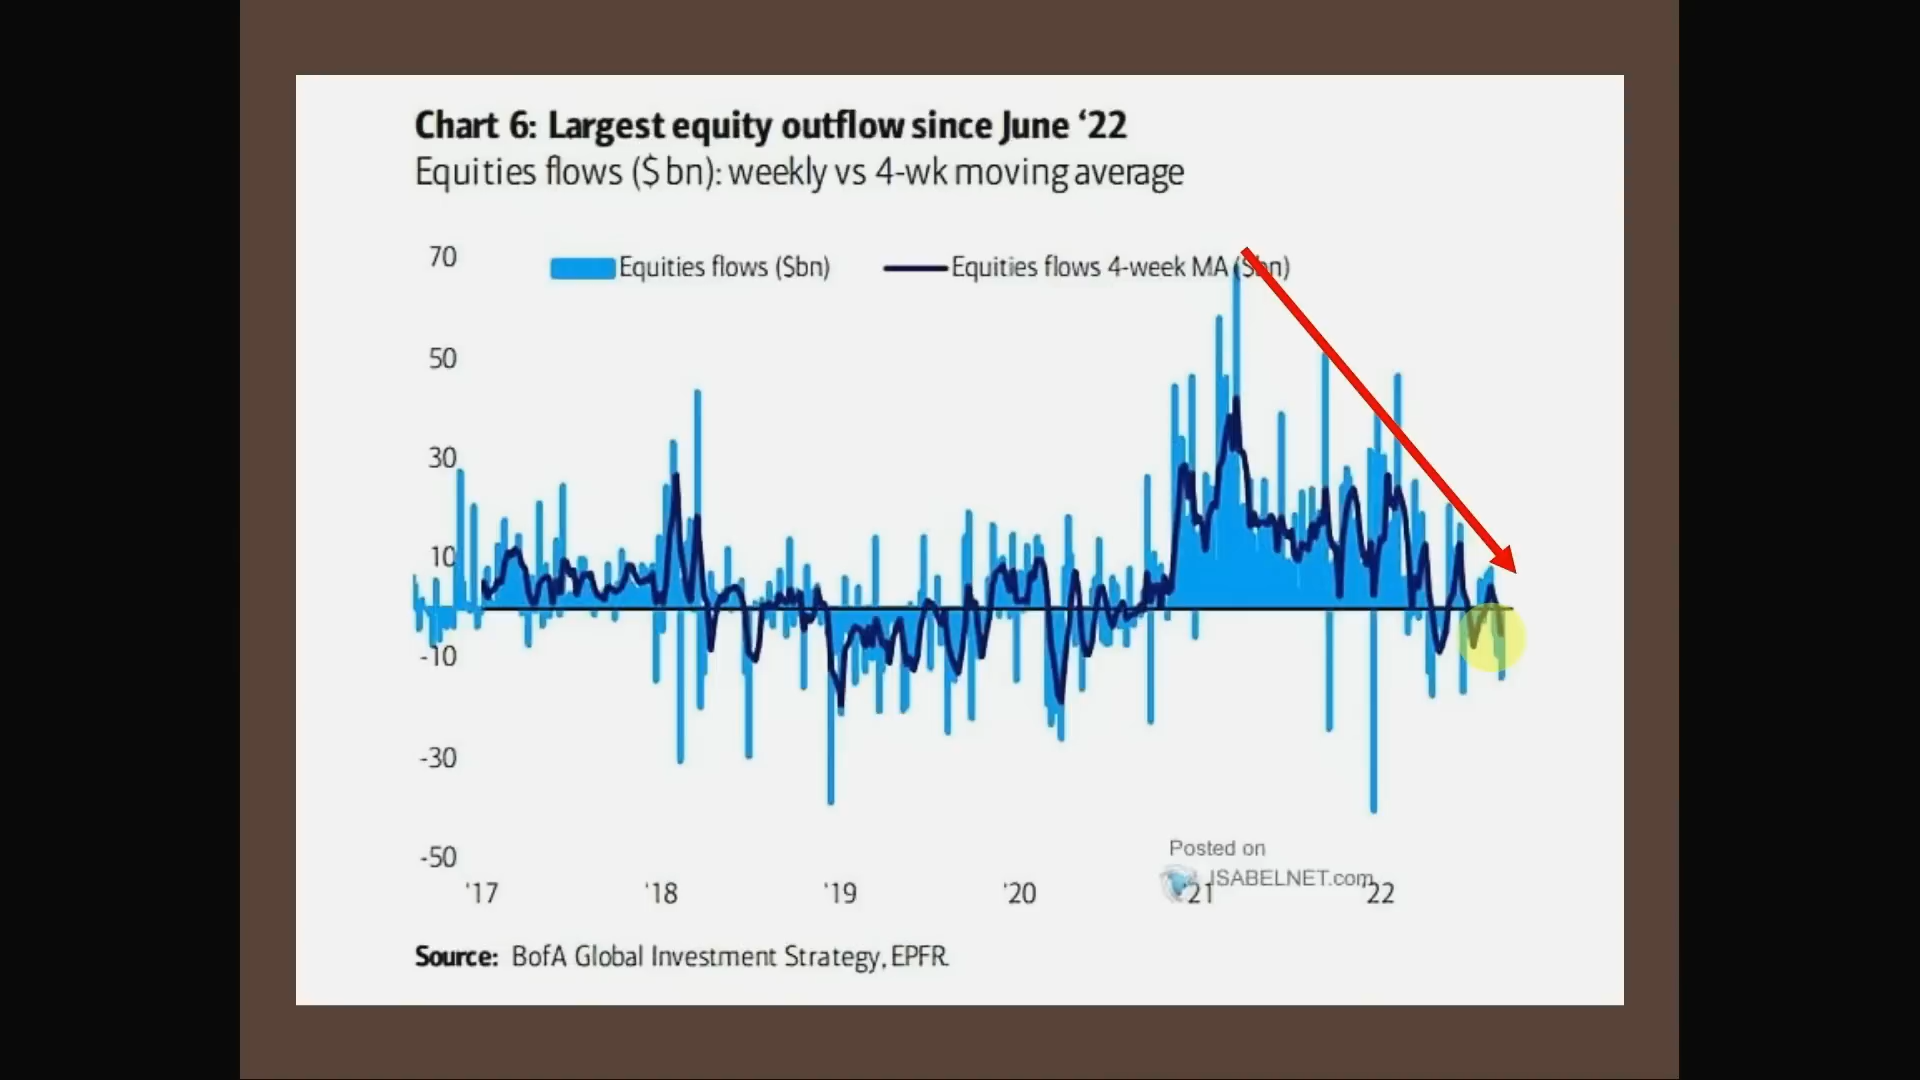 Chart 6: Largest equity outflow since June ‘22
Equities flows ($ bn): weekly vs 4-wk moving average
70
Equities flows ($bn)
Equities flows 4-week MA ($bn)
50
30
10
-10
-30
-50
Posted on
ISABELNET.com
‘17
‘18
‘19
‘20
‘21
‘22
Source: BofA Global Investment Strategy, EPFR